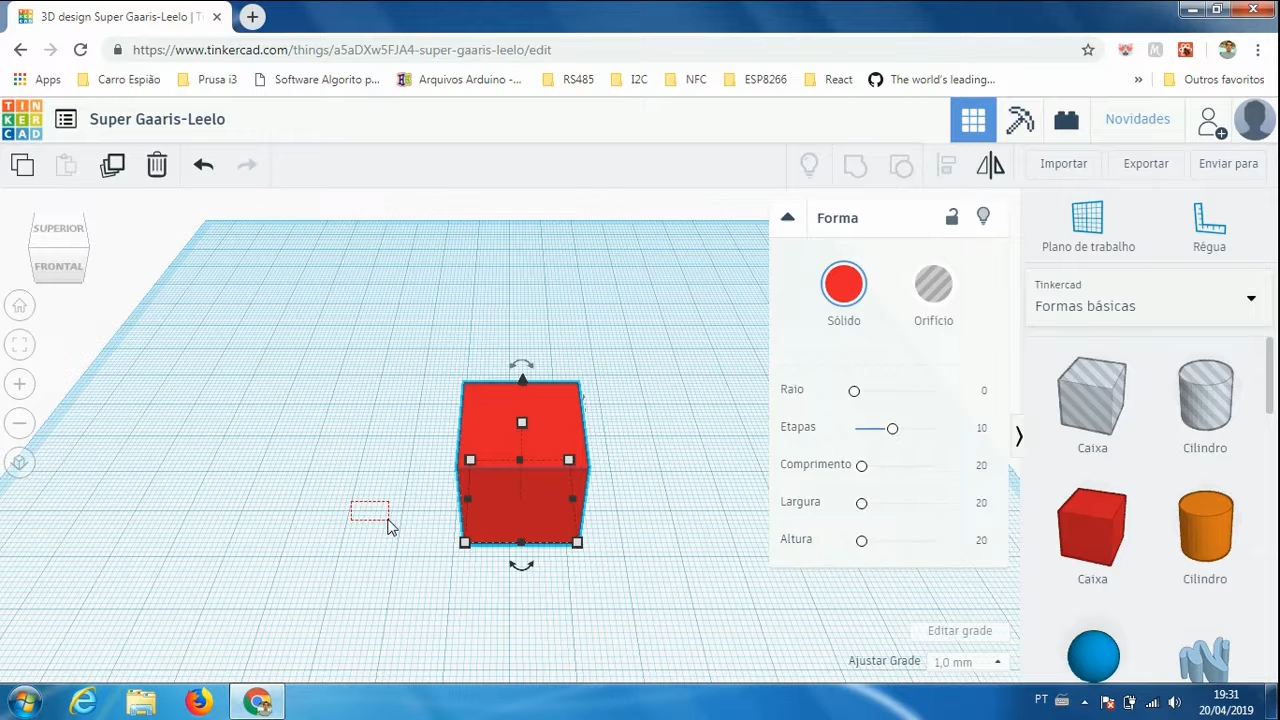 3D design Super Gaaris-Leelo | T
https://www.tinkercad.com/things/a5aDXw5FJA4-super-gaaris-leelo/edit
Apps Carro Espião Prusa i3 Software Algorito p... Arquivos Arduino -... RS485 I2C NFC ESP8266 React The world's leading... » Outros favoritos
TIN
KER
CAD
Super Gaaris-Leelo
Novidades
Importar Exportar Enviar para
SUPERIOR
FRONTAL
Forma
Sólido Orifício
Raio 0
Etapas 10
Comprimento 20
Largura 20
Altura 20
Editar grade
Ajustar Grade 1,0 mm
Plano de trabalho Régua
Tinkercad
Formas básicas
Caixa Cilindro
Caixa Cilindro
PT
19:31
20/04/2019